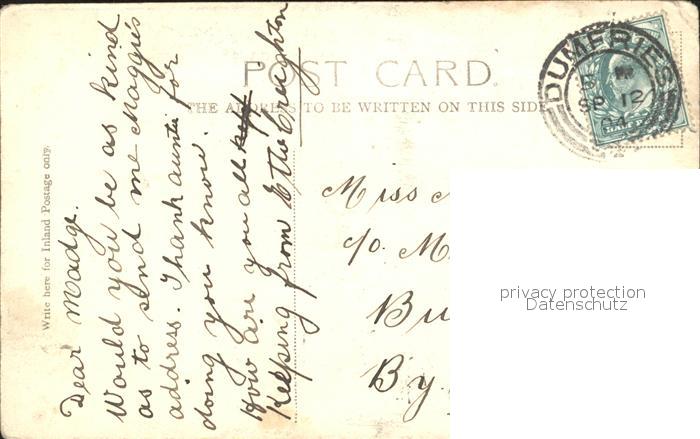 POST CARD.
THE ADDRESS TO BE WRITTEN ON THIS SIDE
Write here for Inland Postage only.
Dear Madge.
Would you be as kind
as to send me Maggie's
address. Thank auntie for
doing you know.
How are you all
keeping from E the Creighton
DUMFRIES
SP 12
04
HALF P
Miss
c/o. M
Bu
By
privacy protection
Datenschutz